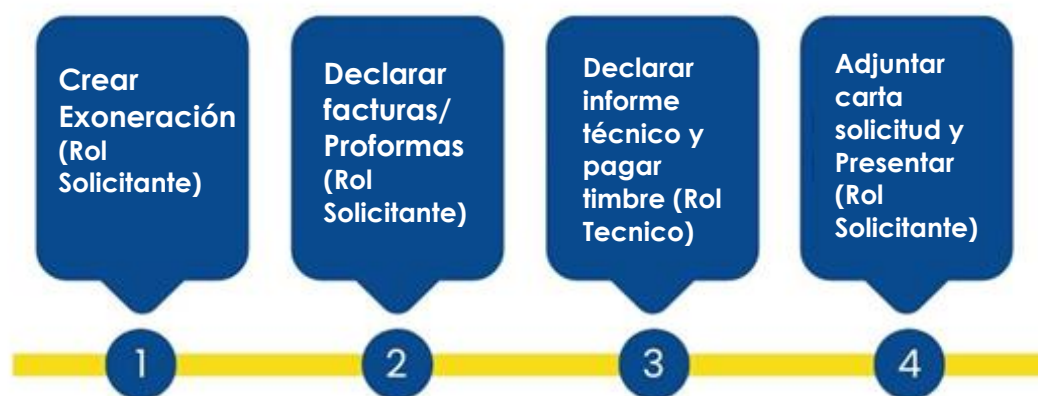 Crear
Exoneración
(Rol
Solicitante)
Declarar
facturas/
Proformas
(Rol
Solicitante)
Declarar
informe
técnico y
pagar
timbre (Rol
Tecnico)
Adjuntar
carta
solicitud y
Presentar
(Rol
Solicitante)
1
2
3
4